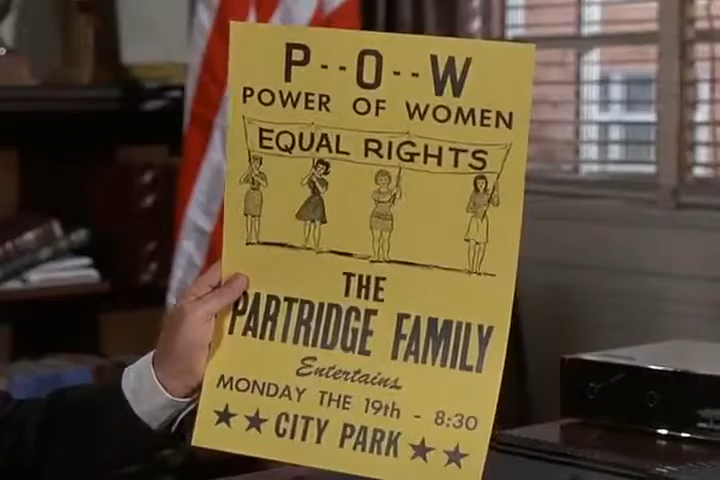 P--O--W
POWER OF WOMEN
EQUAL RIGHTS
THE
PARTRIDGE FAMILY
Entertains
MONDAY THE 19th - 8:30
★★ CITY PARK ★★